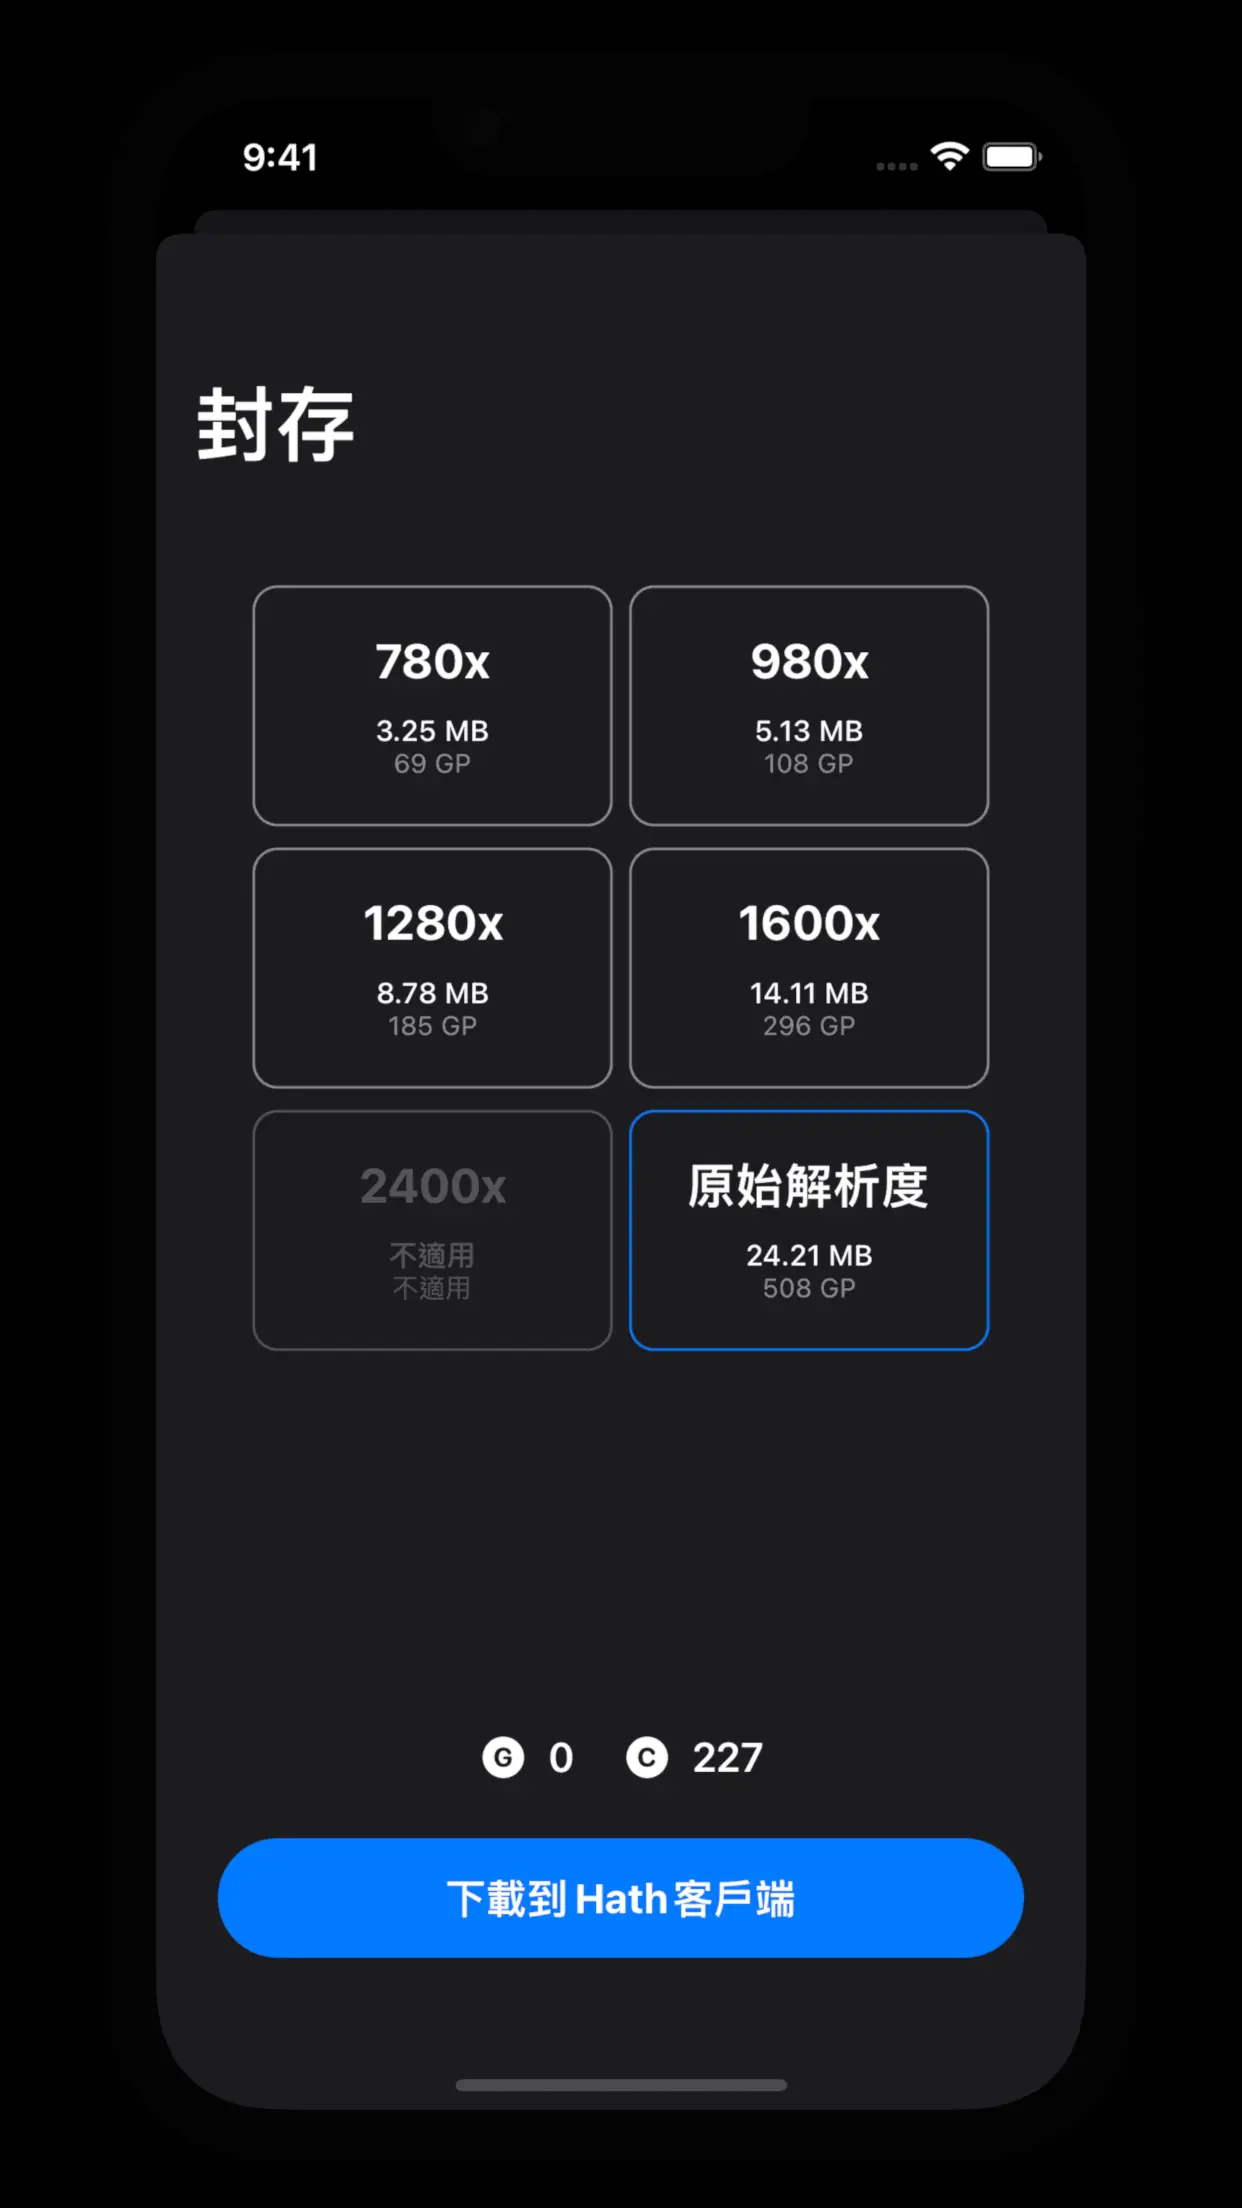 9:41
封存
780x
3.25 MB
69 GP
980x
5.13 MB
108 GP
1280x
8.78 MB
185 GP
1600x
14.11 MB
296 GP
2400x
不適用
不適用
原始解析度
24.21 MB
508 GP
G 0 C 227
下載到 Hath 客戶端